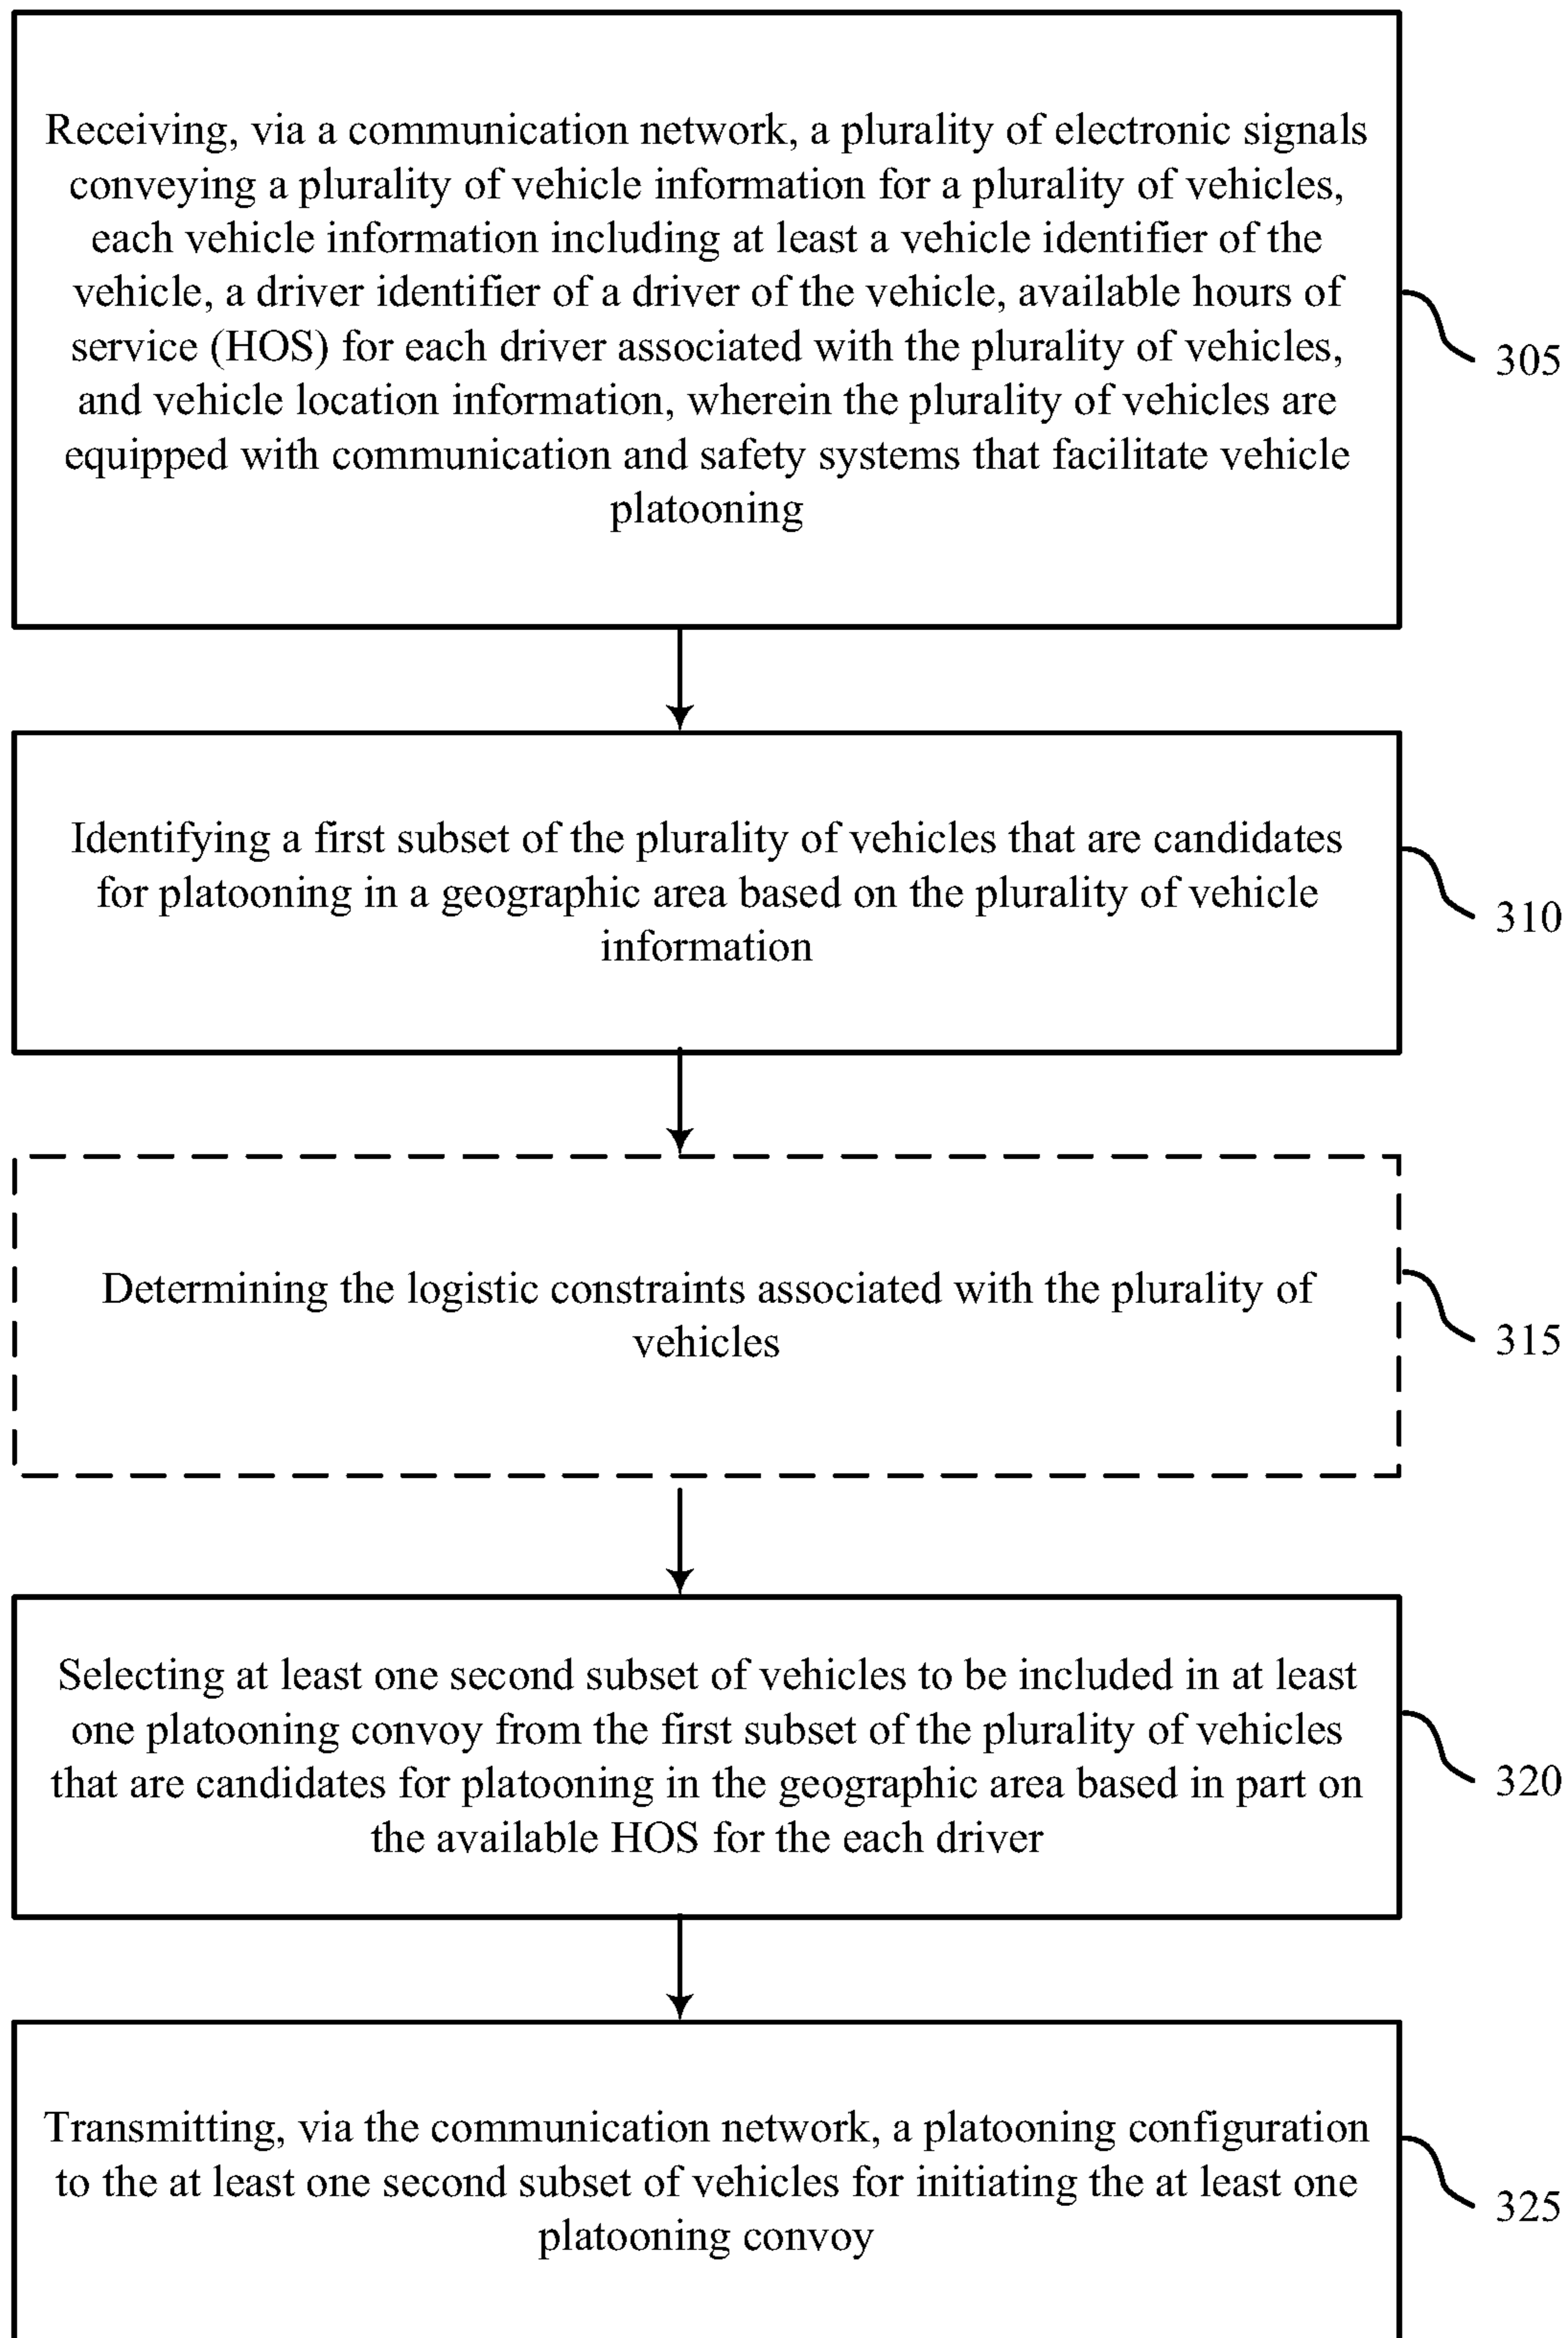 Receiving, via a communication network, a plurality of electronic signals
conveying a plurality of vehicle information for a plurality of vehicles,
each vehicle information including at least a vehicle identifier of the
vehicle, a driver identifier of a driver of the vehicle, available hours of
service (HOS) for each driver associated with the plurality of vehicles,
and vehicle location information, wherein the plurality of vehicles are
equipped with communication and safety systems that facilitate vehicle
platooning
305
Identifying a first subset of the plurality of vehicles that are candidates
for platooning in a geographic area based on the plurality of vehicle
information
310
Determining the logistic constraints associated with the plurality of
vehicles
315
Selecting at least one second subset of vehicles to be included in at least
one platooning convoy from the first subset of the plurality of vehicles
that are candidates for platooning in the geographic area based in part on
the available HOS for the each driver
320
Transmitting, via the communication network, a platooning configuration
to the at least one second subset of vehicles for initiating the at least one
platooning convoy
325